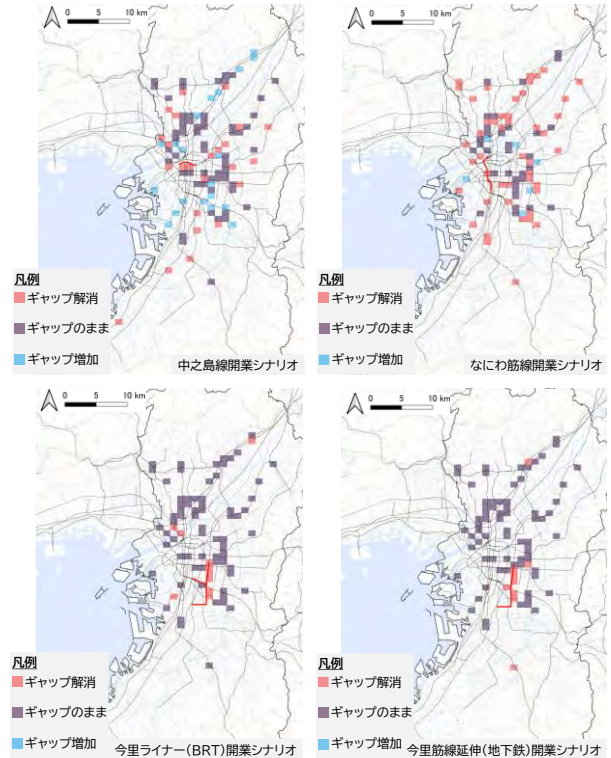 0 5 10 km
凡例
ギャップ解消
ギャップのまま
ギャップ増加
中之島線開業シナリオ
0 5 10 km
凡例
ギャップ解消
ギャップのまま
ギャップ増加
なにわ筋線開業シナリオ
0 5 10 km
凡例
ギャップ解消
ギャップのまま
ギャップ増加
今里ライナー(BRT)開業シナリオ
0 5 10 km
凡例
ギャップ解消
ギャップのまま
ギャップ増加
今里筋線延伸(地下鉄)開業シナリオ